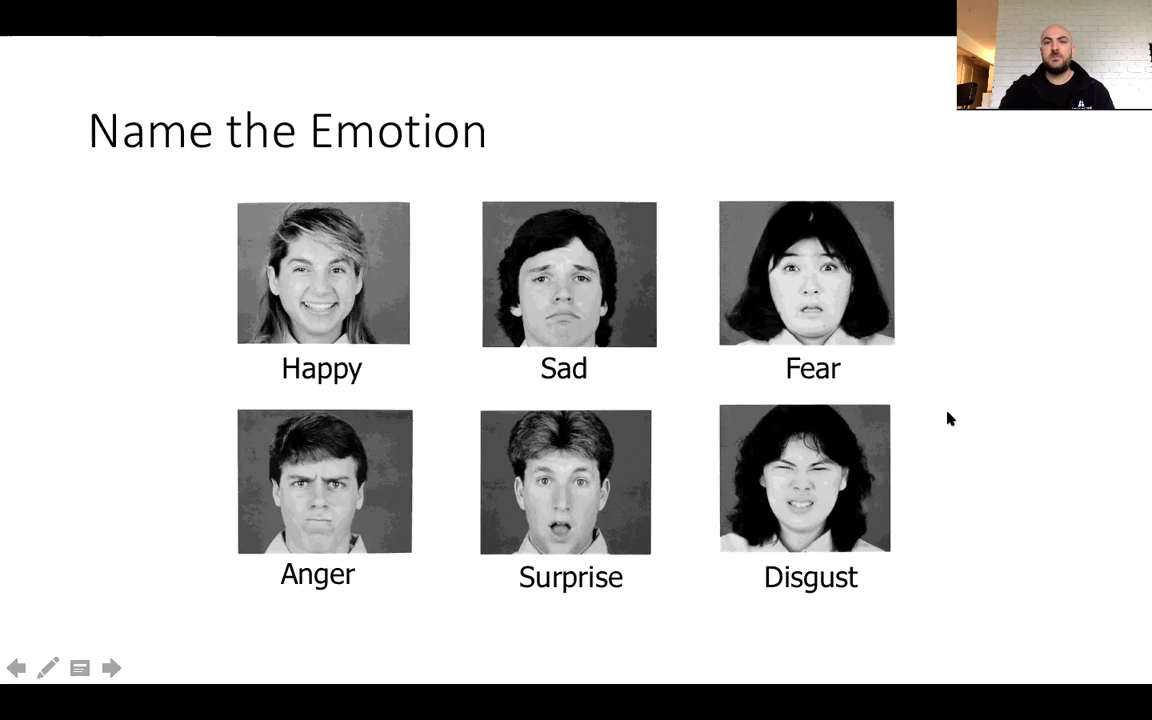 Name the Emotion
Happy
Sad
Fear
Anger
Surprise
Disgust